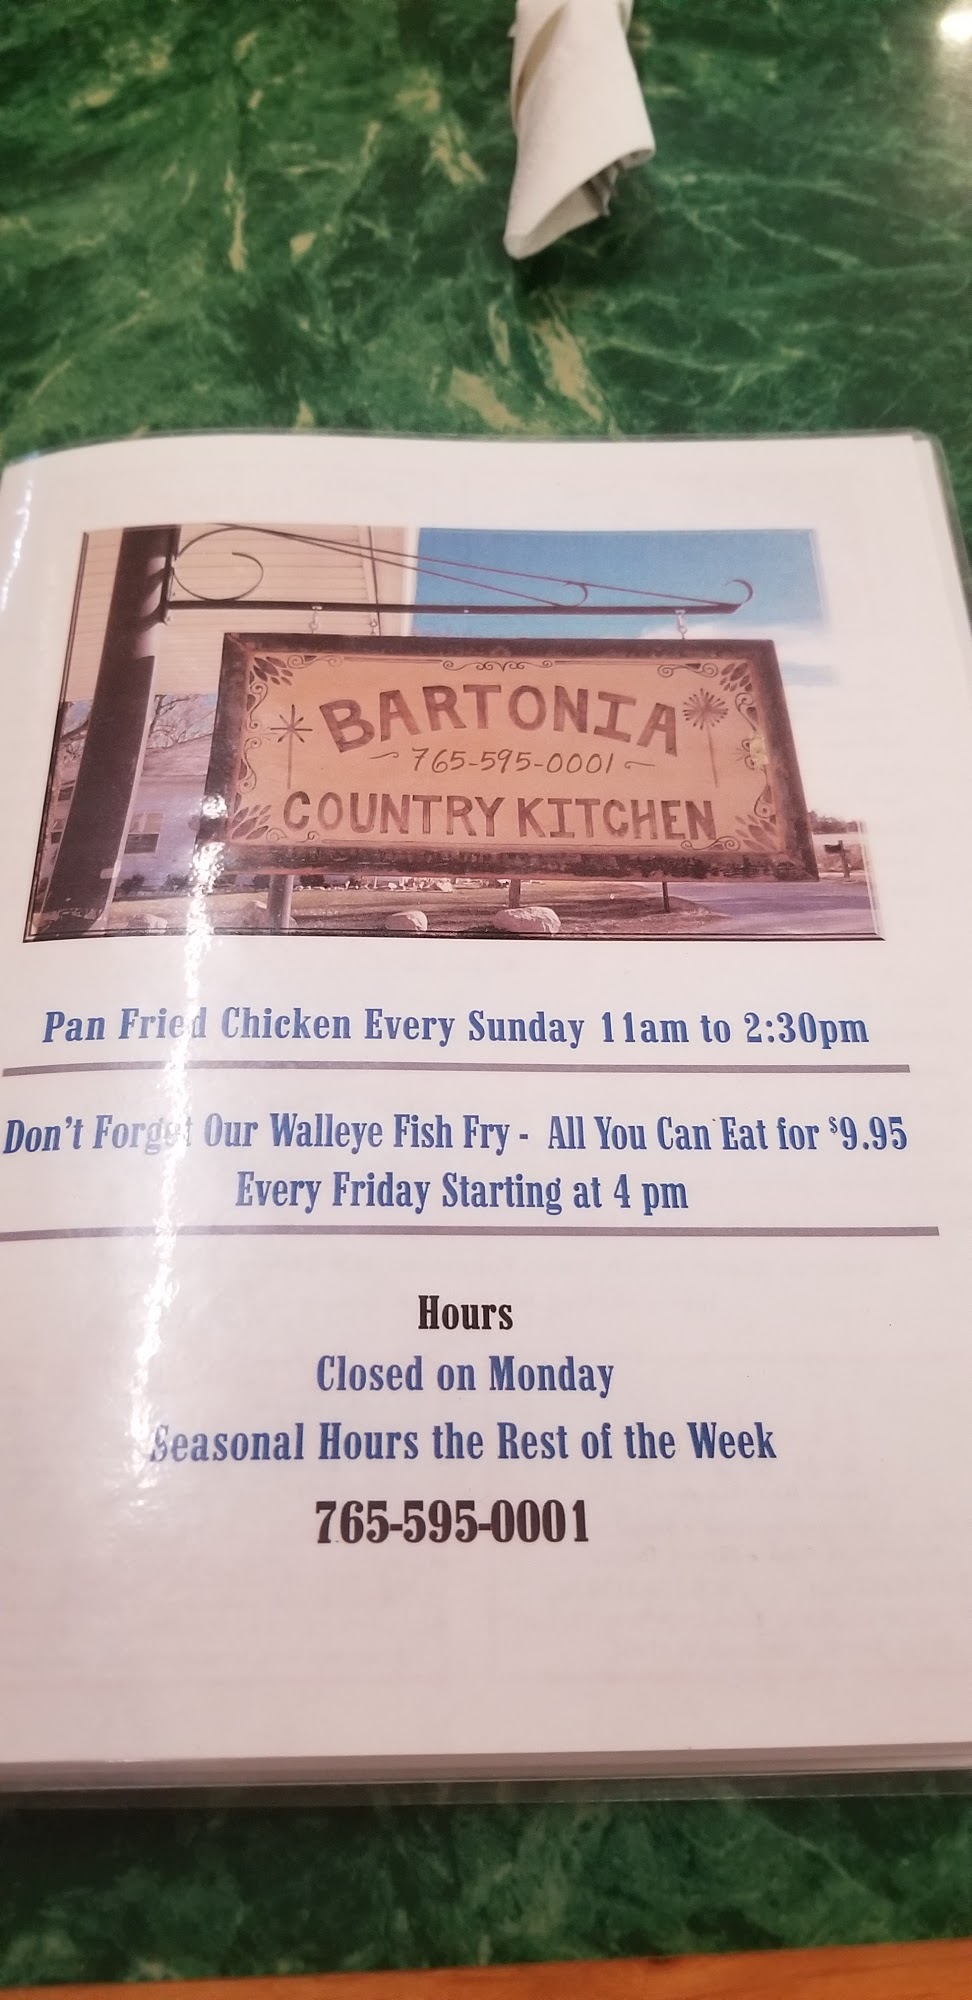 BARTONIA
~ 765-595-0001 ~
COUNTRY KITCHEN
Pan Fried Chicken Every Sunday 11am to 2:30pm
Don't Forget Our Walleye Fish Fry - All You Can Eat for $9.95
Every Friday Starting at 4 pm
Hours
Closed on Monday
Seasonal Hours the Rest of the Week
765-595-0001